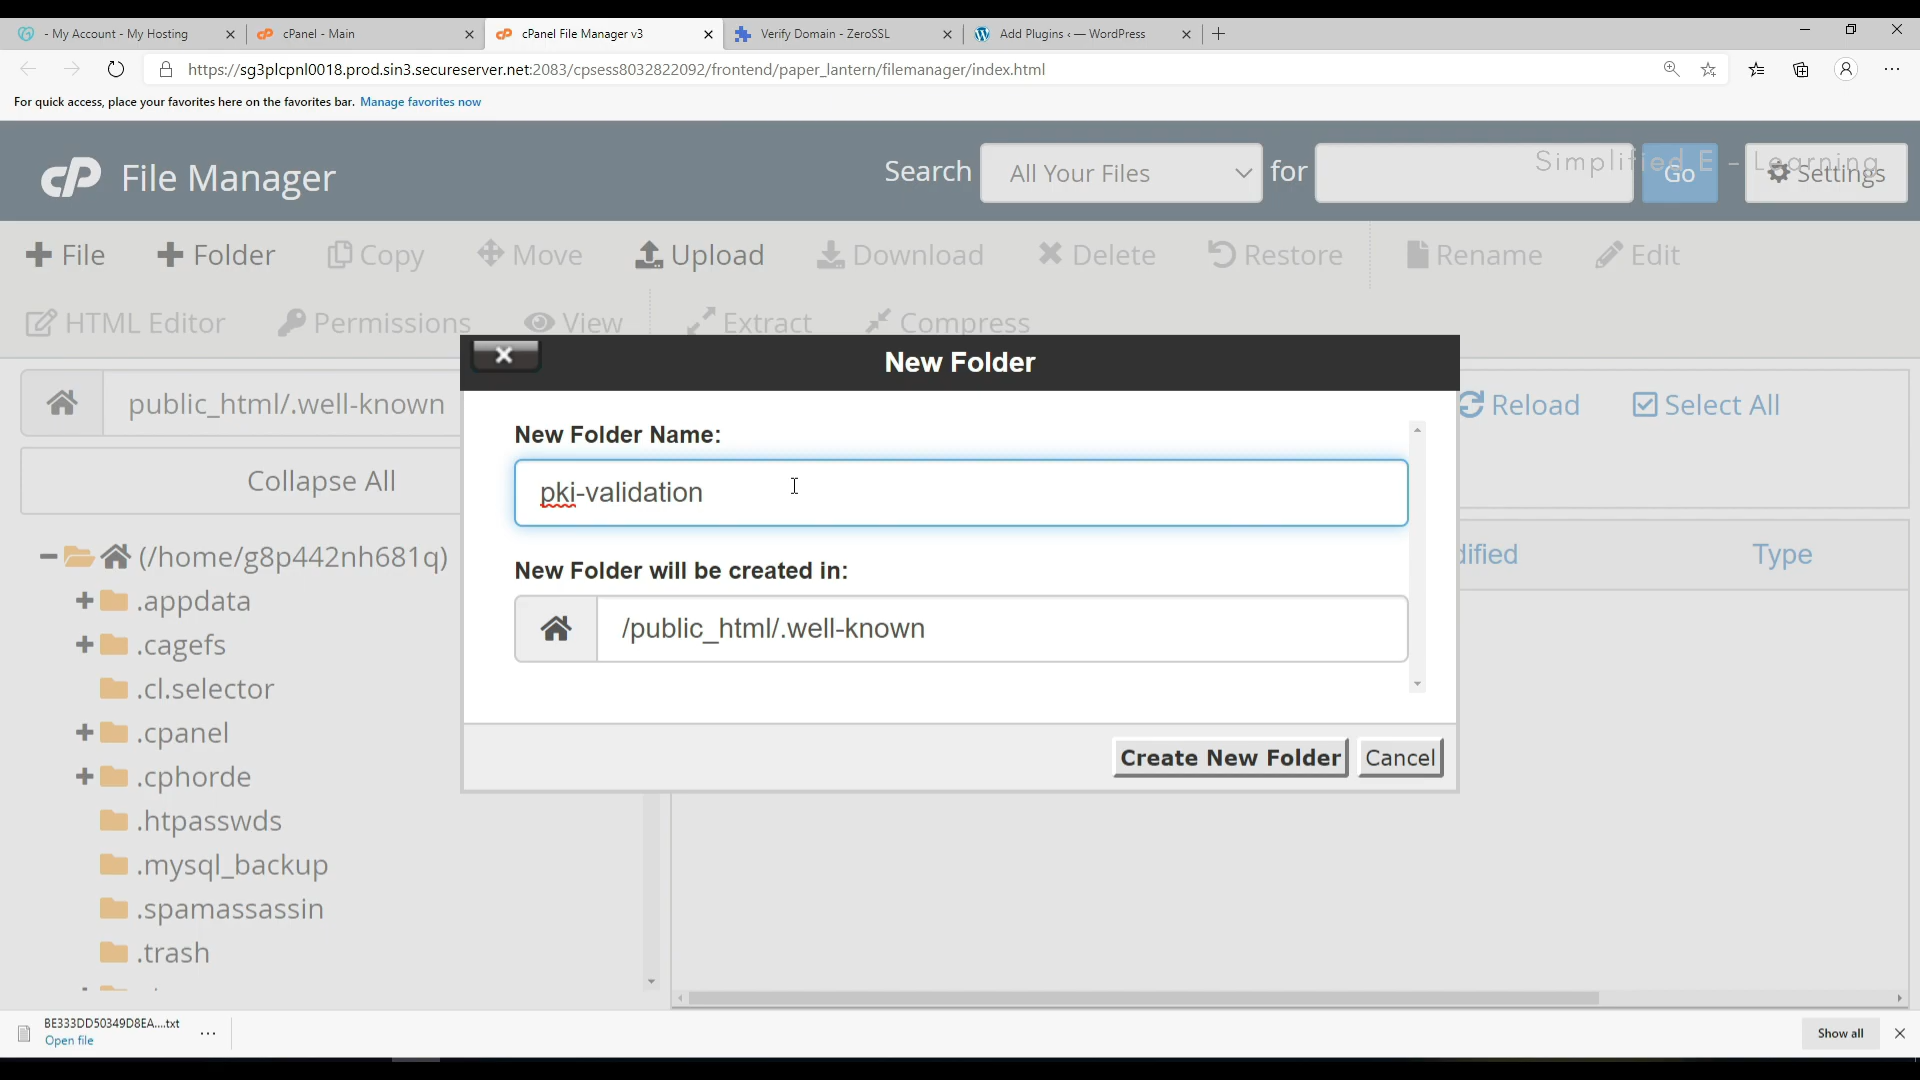 - My Account - My Hosting
cPanel - Main
cPanel File Manager v3
Verify Domain - ZeroSSL
Add Plugins ‹ — WordPress
https://sg3plcpnl0018.prod.sin3.secureserver.net:2083/cpsess8032822092/frontend/paper_lantern/filemanager/index.html
For quick access, place your favorites here on the favorites bar. Manage favorites now
cP File Manager
Search All Your Files for Go Settings
Simplified E - Learning
File Folder Copy Move Upload Download Delete Restore Rename Edit
HTML Editor Permissions View Extract Compress
New Folder
public_html/.well-known
Reload Select All
New Folder Name:
Collapse All
pki-validation
(/home/g8p442nh681q)
New Folder will be created in:
dified Type
.appdata
/public_html/.well-known
.cagefs
.cl.selector
.cpanel
Create New Folder Cancel
.cphorde
.htpasswds
.mysql_backup
.spamassassin
.trash
BE333DD50349D8EA....txt
Open file
Show all